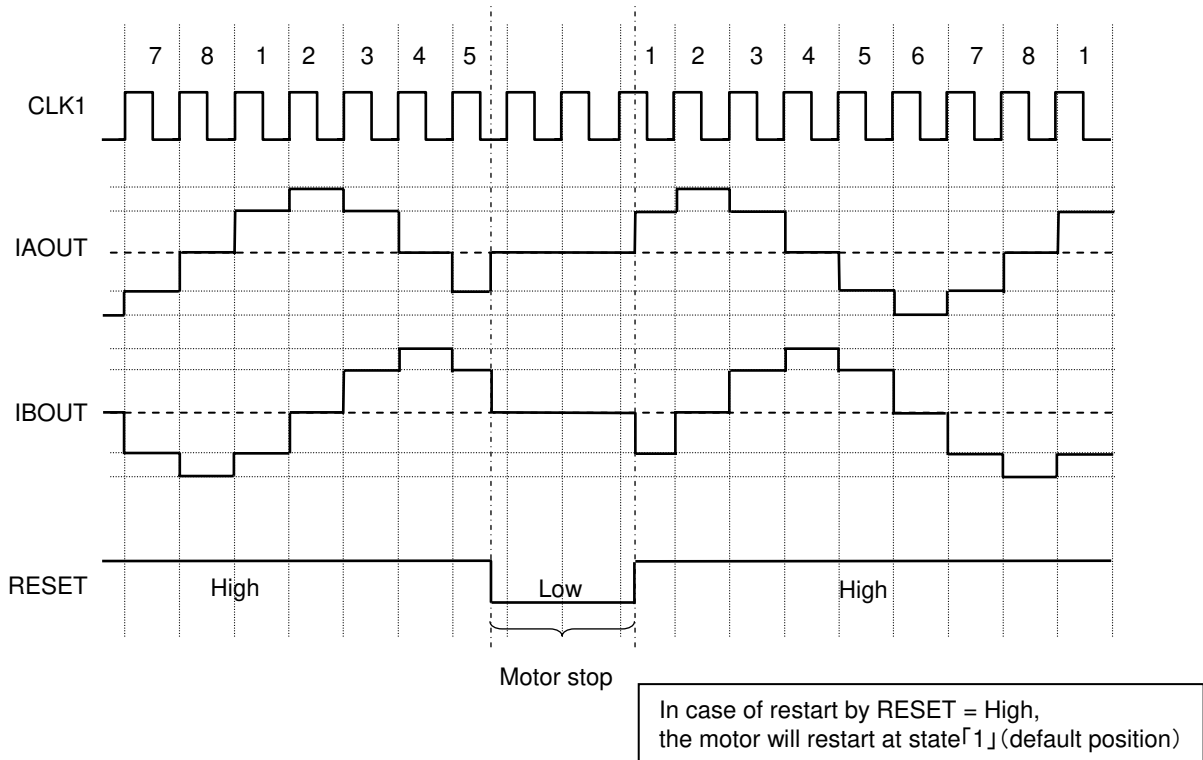 7 8 1 2 3 4 5 1 2 3 4 5 6 7 8 1
CLK1
IAOUT
IBOUT
RESET
High Low High
Motor stop
In case of restart by RESET = High,
the motor will restart at state「1」(default position)